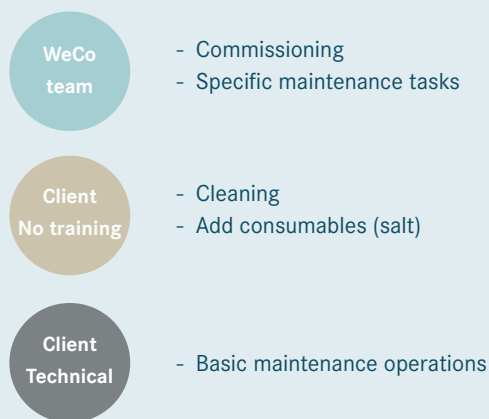 WeCo
team
- Commissioning
- Specific maintenance tasks
Client
No training
- Cleaning
- Add consumables (salt)
Client
Technical
- Basic maintenance operations